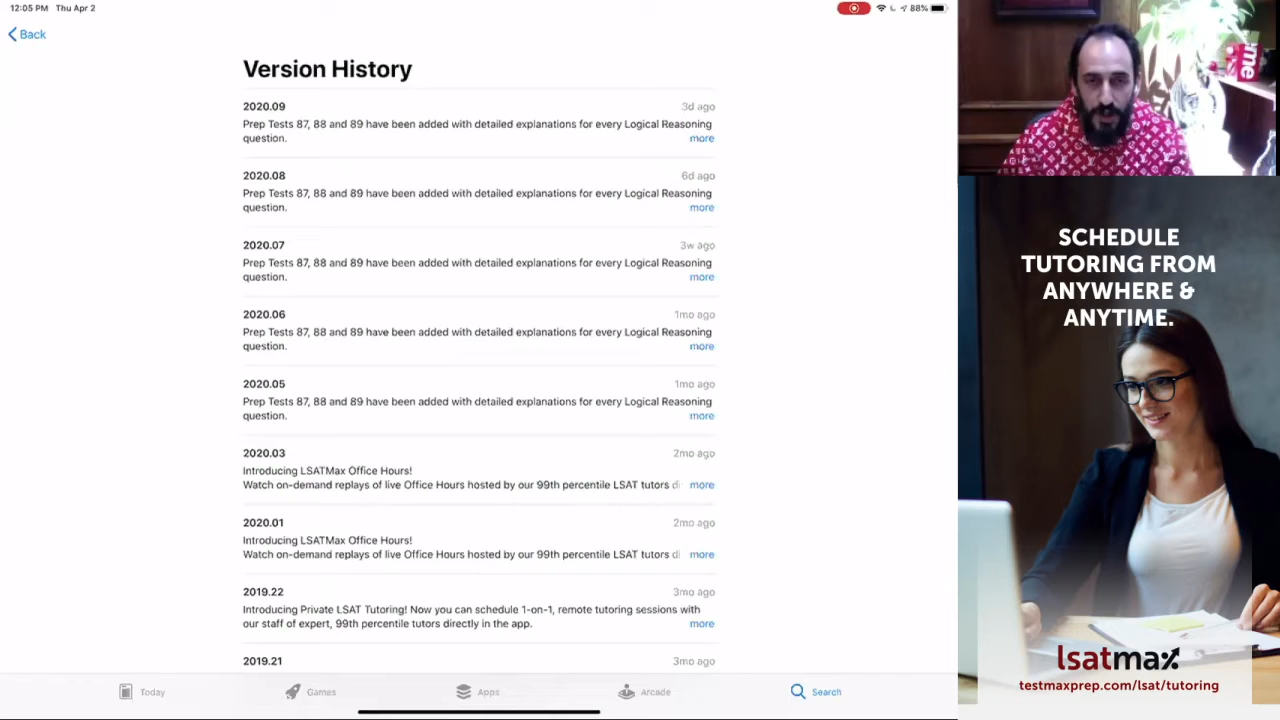 12:05 PM Thu Apr 2
88%
Back
Version History
2020.09
3d ago
Prep Tests 87, 88 and 89 have been added with detailed explanations for every Logical Reasoning
question.
more
2020.08
6d ago
Prep Tests 87, 88 and 89 have been added with detailed explanations for every Logical Reasoning
question.
more
2020.07
3w ago
Prep Tests 87, 88 and 89 have been added with detailed explanations for every Logical Reasoning
question.
more
2020.06
1mo ago
Prep Tests 87, 88 and 89 have been added with detailed explanations for every Logical Reasoning
question.
more
2020.05
1mo ago
Prep Tests 87, 88 and 89 have been added with detailed explanations for every Logical Reasoning
question.
more
2020.03
2mo ago
Introducing LSATMax Office Hours!
Watch on-demand replays of live Office Hours hosted by our 99th percentile LSAT tutors di
more
2020.01
2mo ago
Introducing LSATMax Office Hours!
Watch on-demand replays of live Office Hours hosted by our 99th percentile LSAT tutors di
more
2019.22
3mo ago
Introducing Private LSAT Tutoring! Now you can schedule 1-on-1, remote tutoring sessions with
our staff of expert, 99th percentile tutors directly in the app.
more
2019.21
3mo ago
Today
Games
Apps
Arcade
Search
SCHEDULE
TUTORING FROM
ANYWHERE &
ANYTIME.
lsatmax
testmaxprep.com/lsat/tutoring